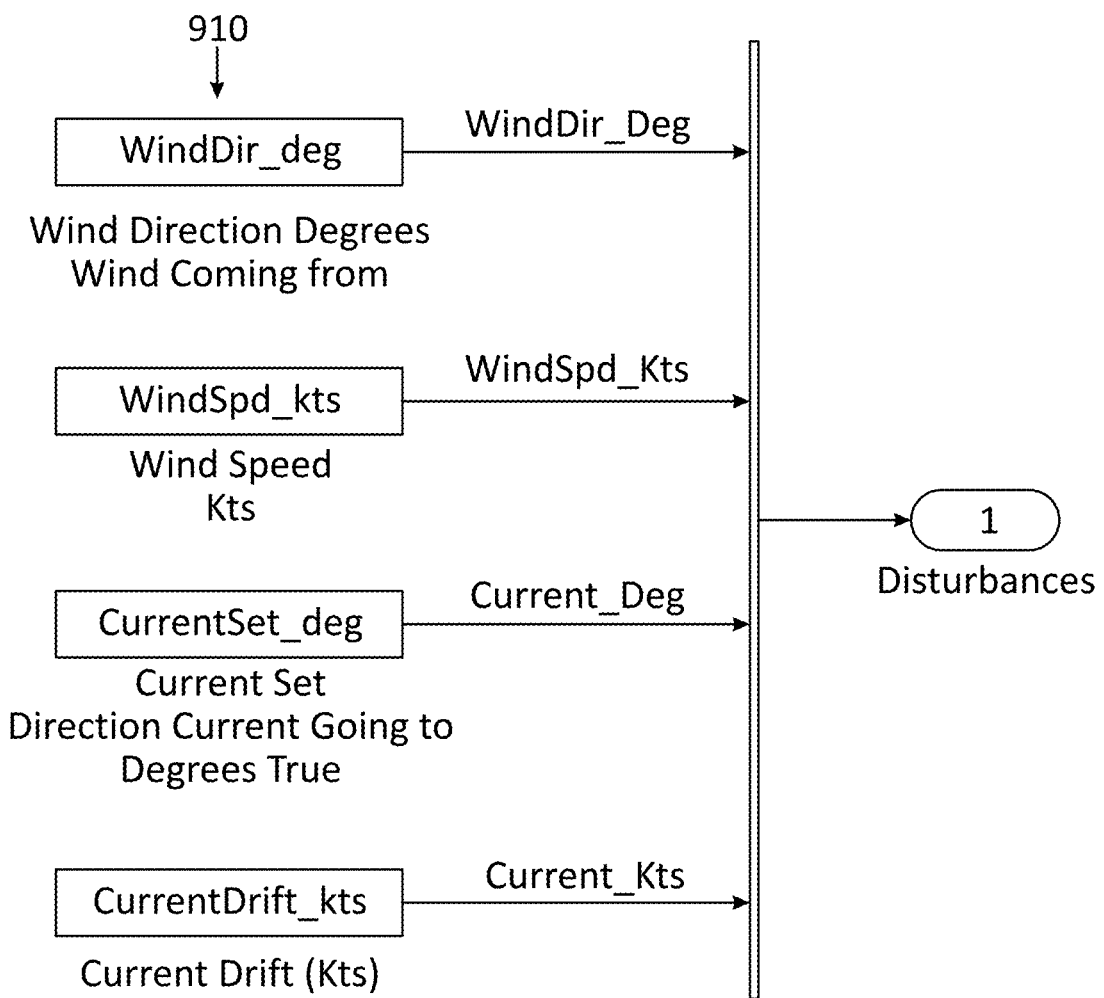 910
WindDir_deg
WindDir_Deg
Wind Direction Degrees
Wind Coming from
WindSpd_kts
WindSpd_Kts
Wind Speed
Kts
1
Disturbances
CurrentSet_deg
Current_Deg
Current Set
Direction Current Going to
Degrees True
CurrentDrift_kts
Current_Kts
Current Drift (Kts)